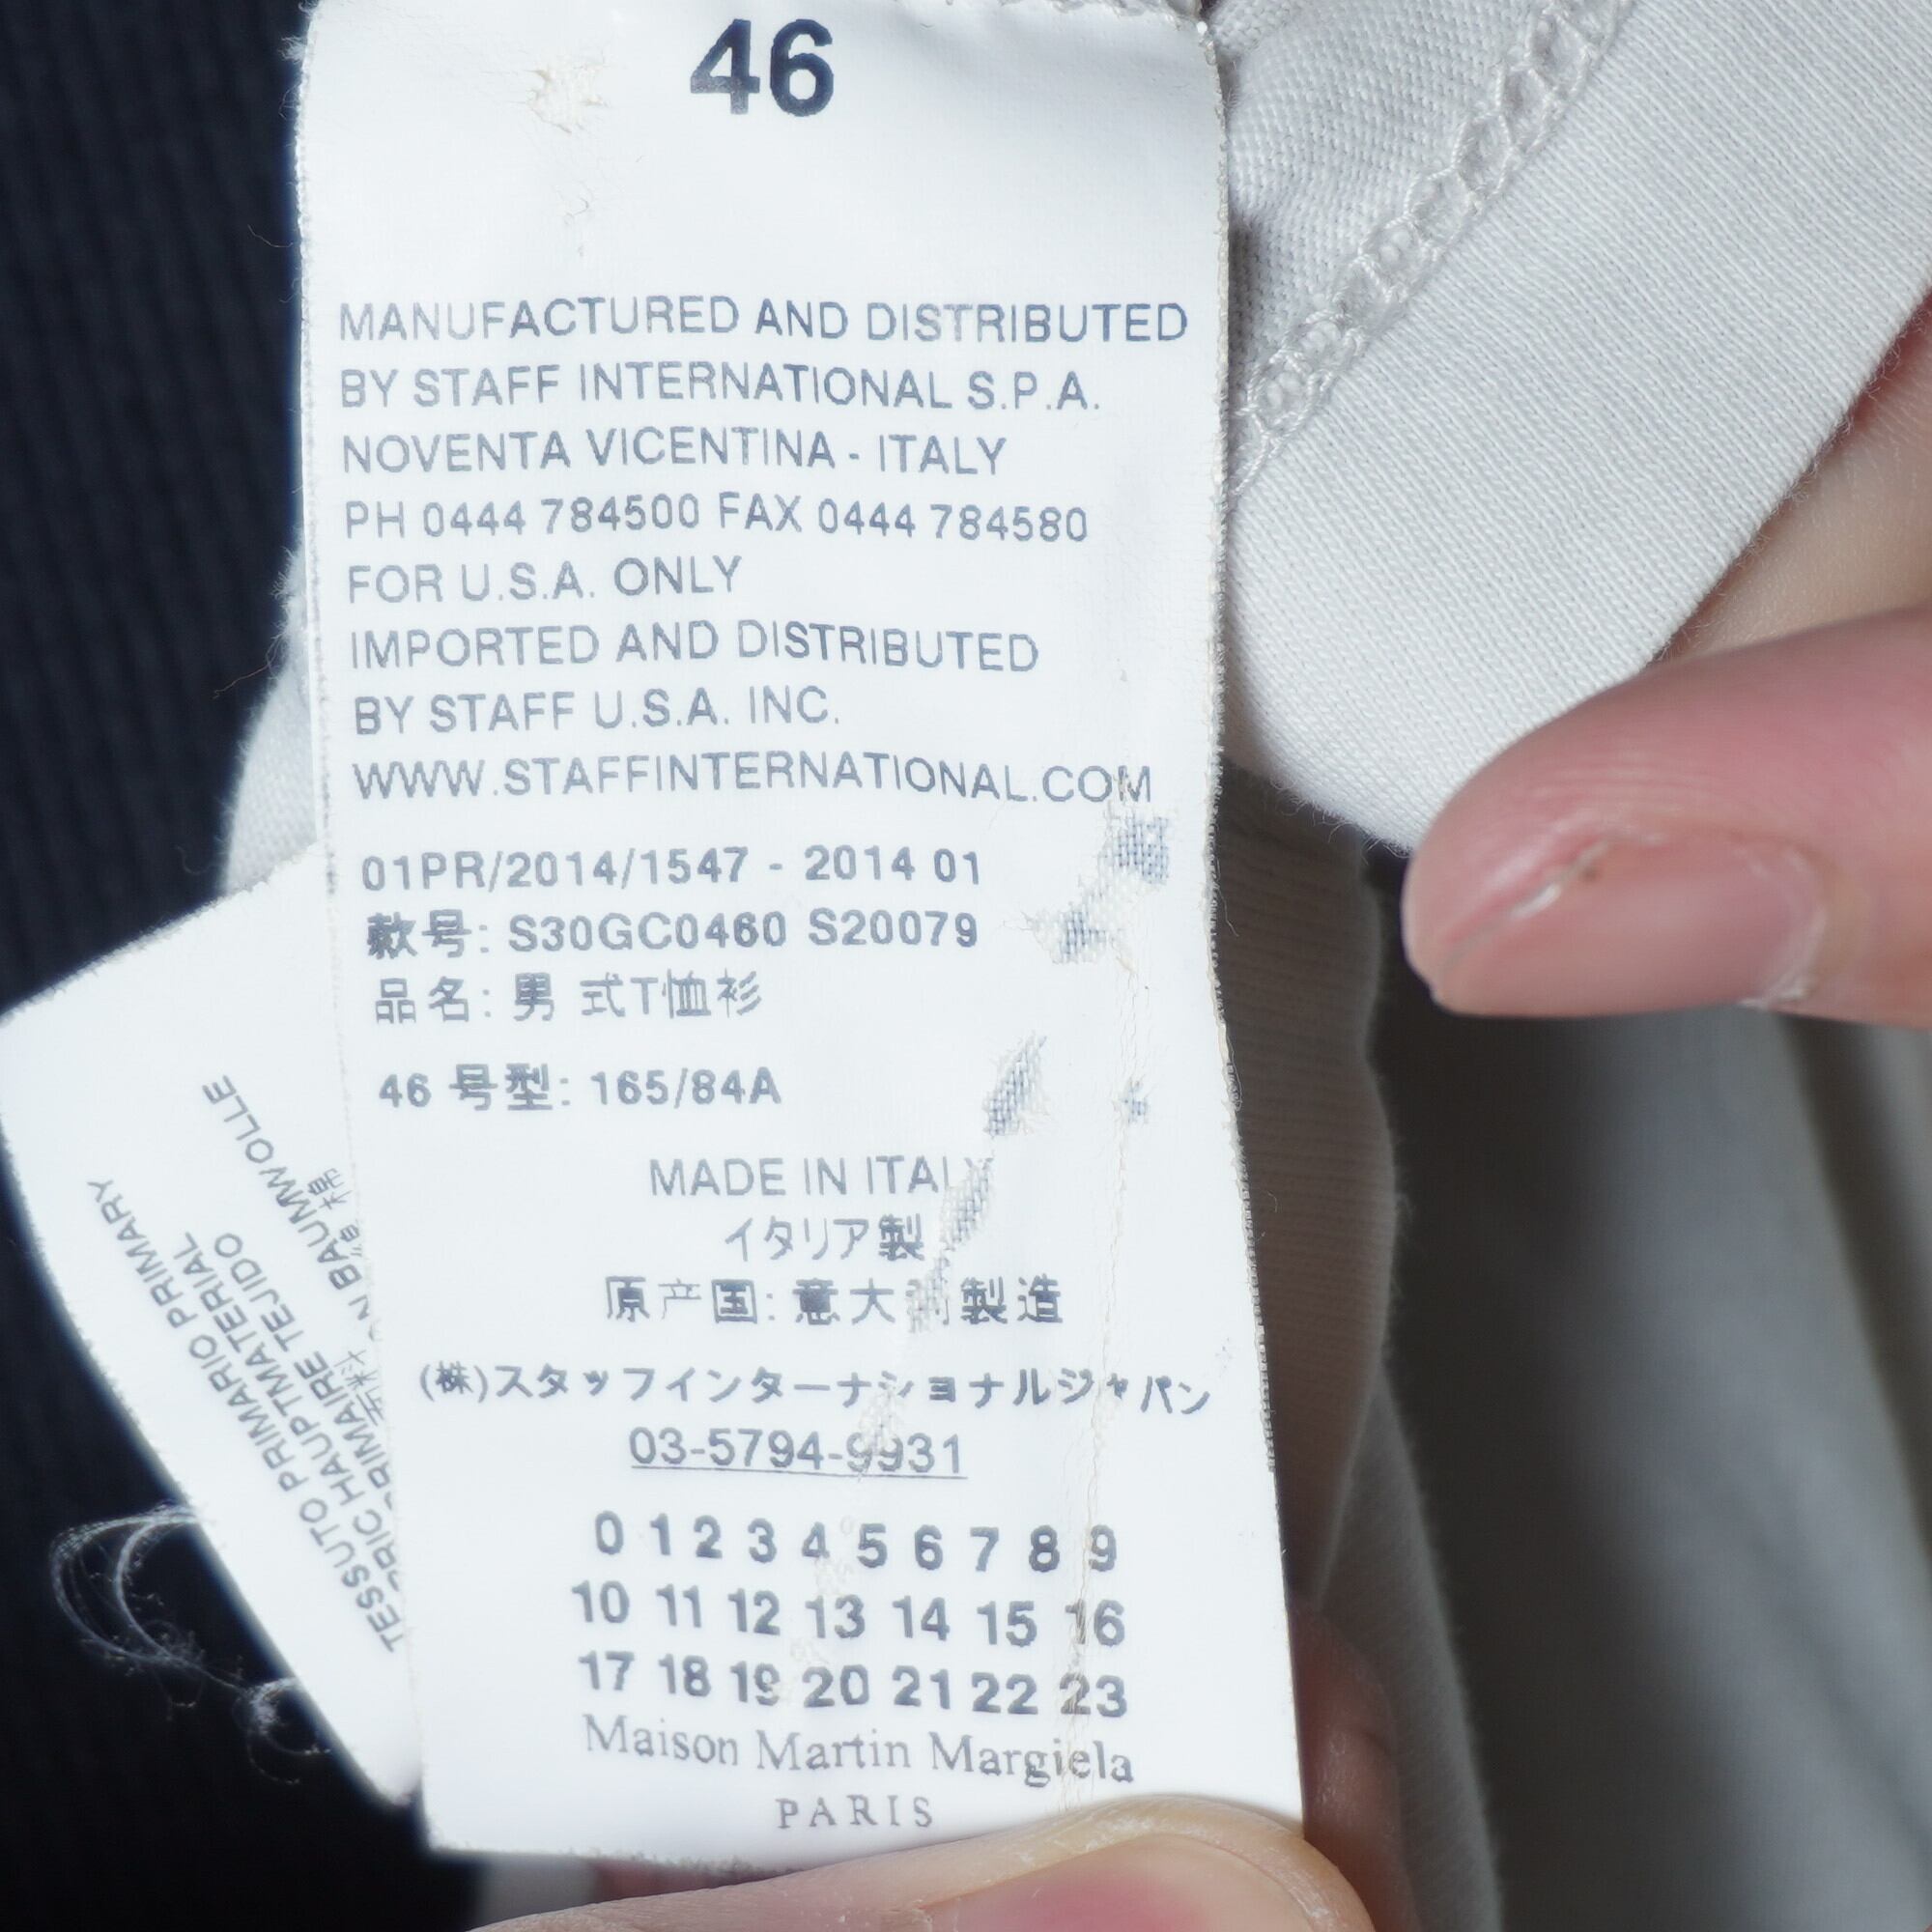 46
MANUFACTURED AND DISTRIBUTED
BY STAFF INTERNATIONAL S.P.A.
NOVENTA VICENTINA - ITALY
PH 0444 784500 FAX 0444 784580
FOR U.S.A. ONLY
IMPORTED AND DISTRIBUTED
BY STAFF U.S.A. INC.
WWW.STAFFINTERNATIONAL.COM
01PR/2014/1547 - 2014 01
款号: S30GC0460 S20079
品名: 男 式T恤衫
46 号型: 165/84A
MADE IN ITALY
イタリア製
原产国: 意大 製造
(株)スタッフインターナショナルジャパン
03-5794-9931
0 1 2 3 4 5 6 7 8 9
10 11 12 13 14 15 16
17 18 19 20 21 22 23
Maison Martin Margiela
PARIS
TESSUTO PRIMARIO PRIMARY
HAUPTMATERIAL
PRIMAIRE TEJIDO
BAUMWOLLE